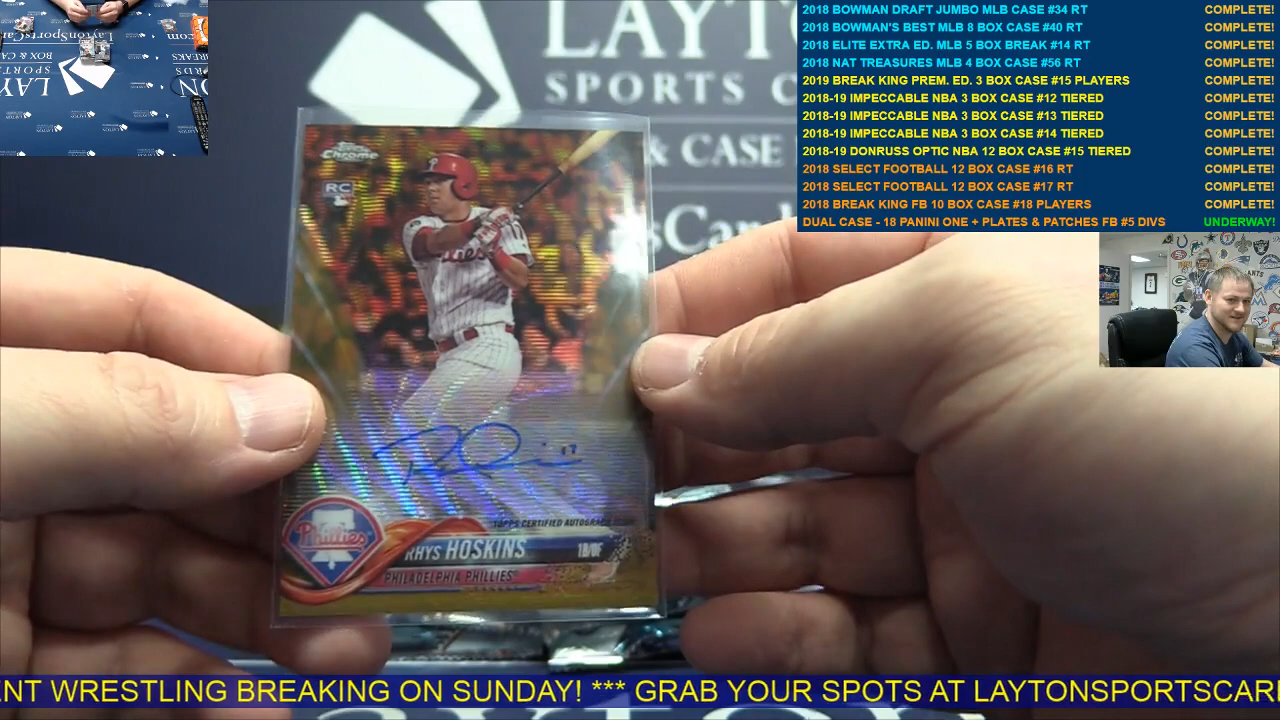 2018 BOWMAN DRAFT JUMBO MLB CASE #34 RT COMPLETE!
2018 BOWMAN'S BEST MLB 8 BOX CASE #40 RT COMPLETE!
2018 ELITE EXTRA ED. MLB 5 BOX BREAK #14 RT COMPLETE!
2018 NAT TREASURES MLB 4 BOX CASE #56 RT COMPLETE!
2019 BREAK KING PREM. ED. 3 BOX CASE #15 PLAYERS COMPLETE!
2018-19 IMPECCABLE NBA 3 BOX CASE #12 TIERED COMPLETE!
2018-19 IMPECCABLE NBA 3 BOX CASE #13 TIERED COMPLETE!
2018-19 IMPECCABLE NBA 3 BOX CASE #14 TIERED COMPLETE!
2018-19 DONRUSS OPTIC NBA 12 BOX CASE #15 TIERED COMPLETE!
2018 SELECT FOOTBALL 12 BOX CASE #16 RT COMPLETE!
2018 SELECT FOOTBALL 12 BOX CASE #17 RT COMPLETE!
2018 BREAK KING FB 10 BOX CASE #18 PLAYERS COMPLETE!
DUAL CASE - 18 PANINI ONE + PLATES & PATCHES FB #5 DIVS UNDERWAY!
LAYTO
SPORTS C
& CASE
sCar
LAYTON
Topps
Chrome
RC
Phillies
17
TOPPS CERTIFIED AUTOGRAPH
Phillies
RHYS HOSKINS 1B/OF
PHILADELPHIA PHILLIES
ENT WRESTLING BREAKING ON SUNDAY! *** GRAB YOUR SPOTS AT LAYTONSPORTSCAR